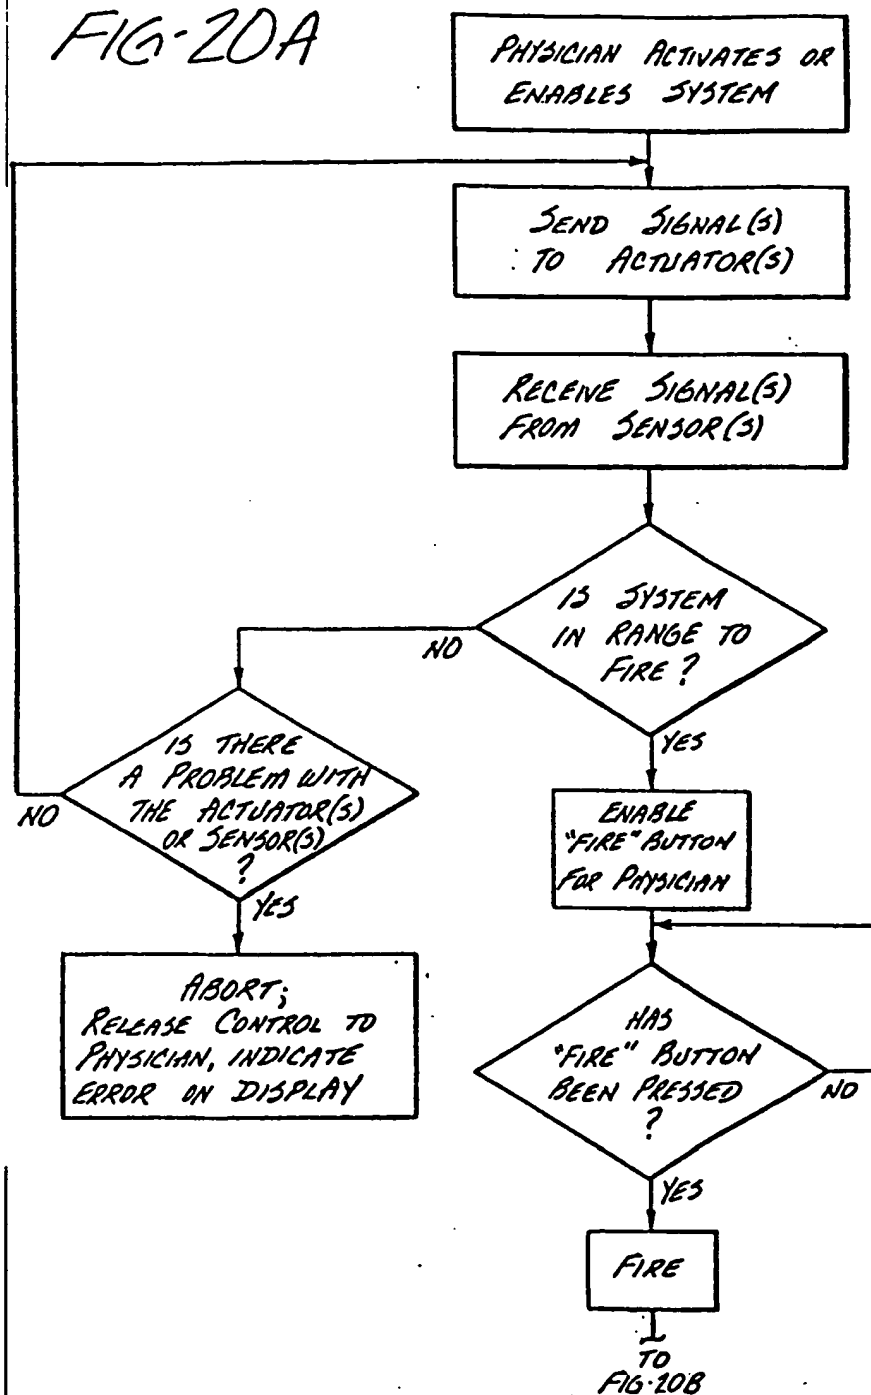 FIG-20A
PHYSICIAN ACTIVATES OR
ENABLES SYSTEM
SEND SIGNAL(S)
TO ACTUATOR(S)
RECEIVE SIGNAL(S)
FROM SENSOR(S)
IS SYSTEM
IN RANGE TO
FIRE?
NO
YES
IS THERE
A PROBLEM WITH
THE ACTUATOR(S)
OR SENSOR(S)
?
NO
YES
ABORT;
RELEASE CONTROL TO
PHYSICIAN, INDICATE
ERROR ON DISPLAY
ENABLE
"FIRE" BUTTON
FOR PHYSICIAN
HAS
"FIRE" BUTTON
BEEN PRESSED
?
NO
YES
FIRE
TO
FIG-20B